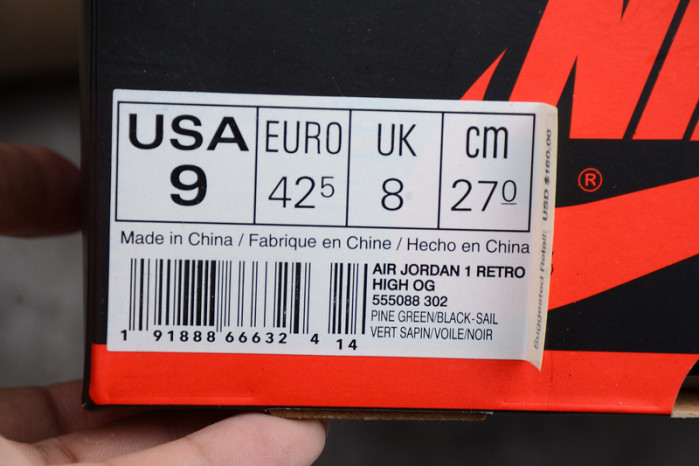 USA EURO UK cm
9 42 5 8 27 0
Made in China / Fabrique en Chine / Hecho en China
AIR JORDAN 1 RETRO
HIGH OG
555088 302
PINE GREEN/BLACK-SAIL
VERT SAPIN/VOILE/NOIR
1 91888 66632 4 14
Suggested Retail: USD $160.00
®